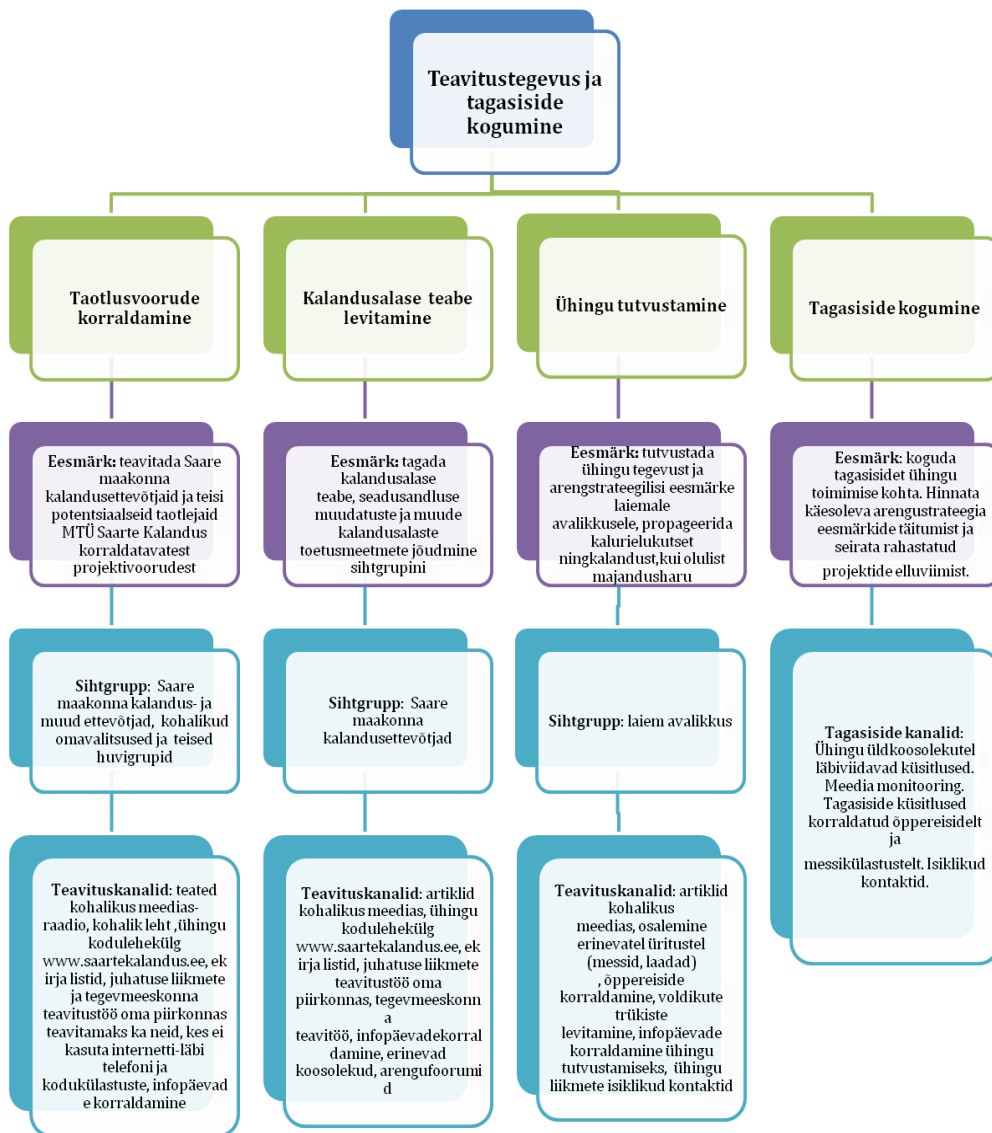 Teavitustegevus ja
tagasiside
kogumine
Taotlusvoorude
korraldamine
Kalandusalase teabe
levitamine
Ühingu tutvustamine
Tagasiside kogumine
Eesmärk: teavitada Saare
maakonna
kalandusettevõtjaid ja teisi
potentsiaalseid taotlejaid
MTÜ Saarte Kalandus
korraldatavatest
projektivoorudest
Eesmärk: tagada
kalandusalase
teabe, seadusandluse
muudatuste ja muude
kalandusalaste
toetusmeetmete jõudmine
sihtgrupini
Eesmärk: tutvustada
ühingu tegevust ja
arengstrateegilisi eesmärke
laiemale
avalikkusele, propageerida
kalurielukutset
ningkalandust,kui olulist
majandusharu
Eesmärk: koguda
tagasisidet ühingu
toimimise kohta. Hinnata
käesoleva arengustrateegia
eesmärkide täitumist ja
seirata rahastatud
projektide elluviimist.
Sihtgrupp: Saare
maakonna kalandus- ja
muud ettevõtjad, kohalikud
omavalitsused ja teised
huvigrupid
Sihtgrupp: Saare
maakonna
kalandusettevõtjad
Sihtgrupp: laiem avalikkus
Tagasiside kanalid:
Ühingu üldkoosolekutel
läbiviidavad küsitlused.
Meedia monitooring.
Tagasiside küsitlused
korraldatud õppereisidelt
ja
messikülastustelt. Isiklikud
kontaktid.
Teavituskanalid: teated
kohalikus meedias-
raadio, kohalik leht ,ühingu
kodulehekülg
www.saartekalandus.ee, ek
irja listid, juhatuse liikmete
ja tegevmeeskonna
teavitustöö oma piirkonnas
teavitamaks ka neid, kes ei
kasuta internetti-läbi
telefoni ja
kodukülastuste, infopäevad
e korraldamine
Teavituskanalid: artiklid
kohalikus meedias, ühingu
kodulehekülg
www.saartekalandus.ee, ek
irja listid, juhatuse liikmete
teavitustöö oma
piirkonnas, tegevmeeskonn
a
teavitöö, infopäevadekorral
damine, erinevad
koosolekud, arengufoorumi
d
Teavituskanalid: artiklid
kohalikus
meedias, osalemine
erinevatel üritustel
(messid, laadad)
, õppereiside
korraldamine, voldikute
trükiste
levitamine, infopäevade
korraldamine ühingu
tutvustamiseks, ühingu
liikmete isiklikud kontaktid